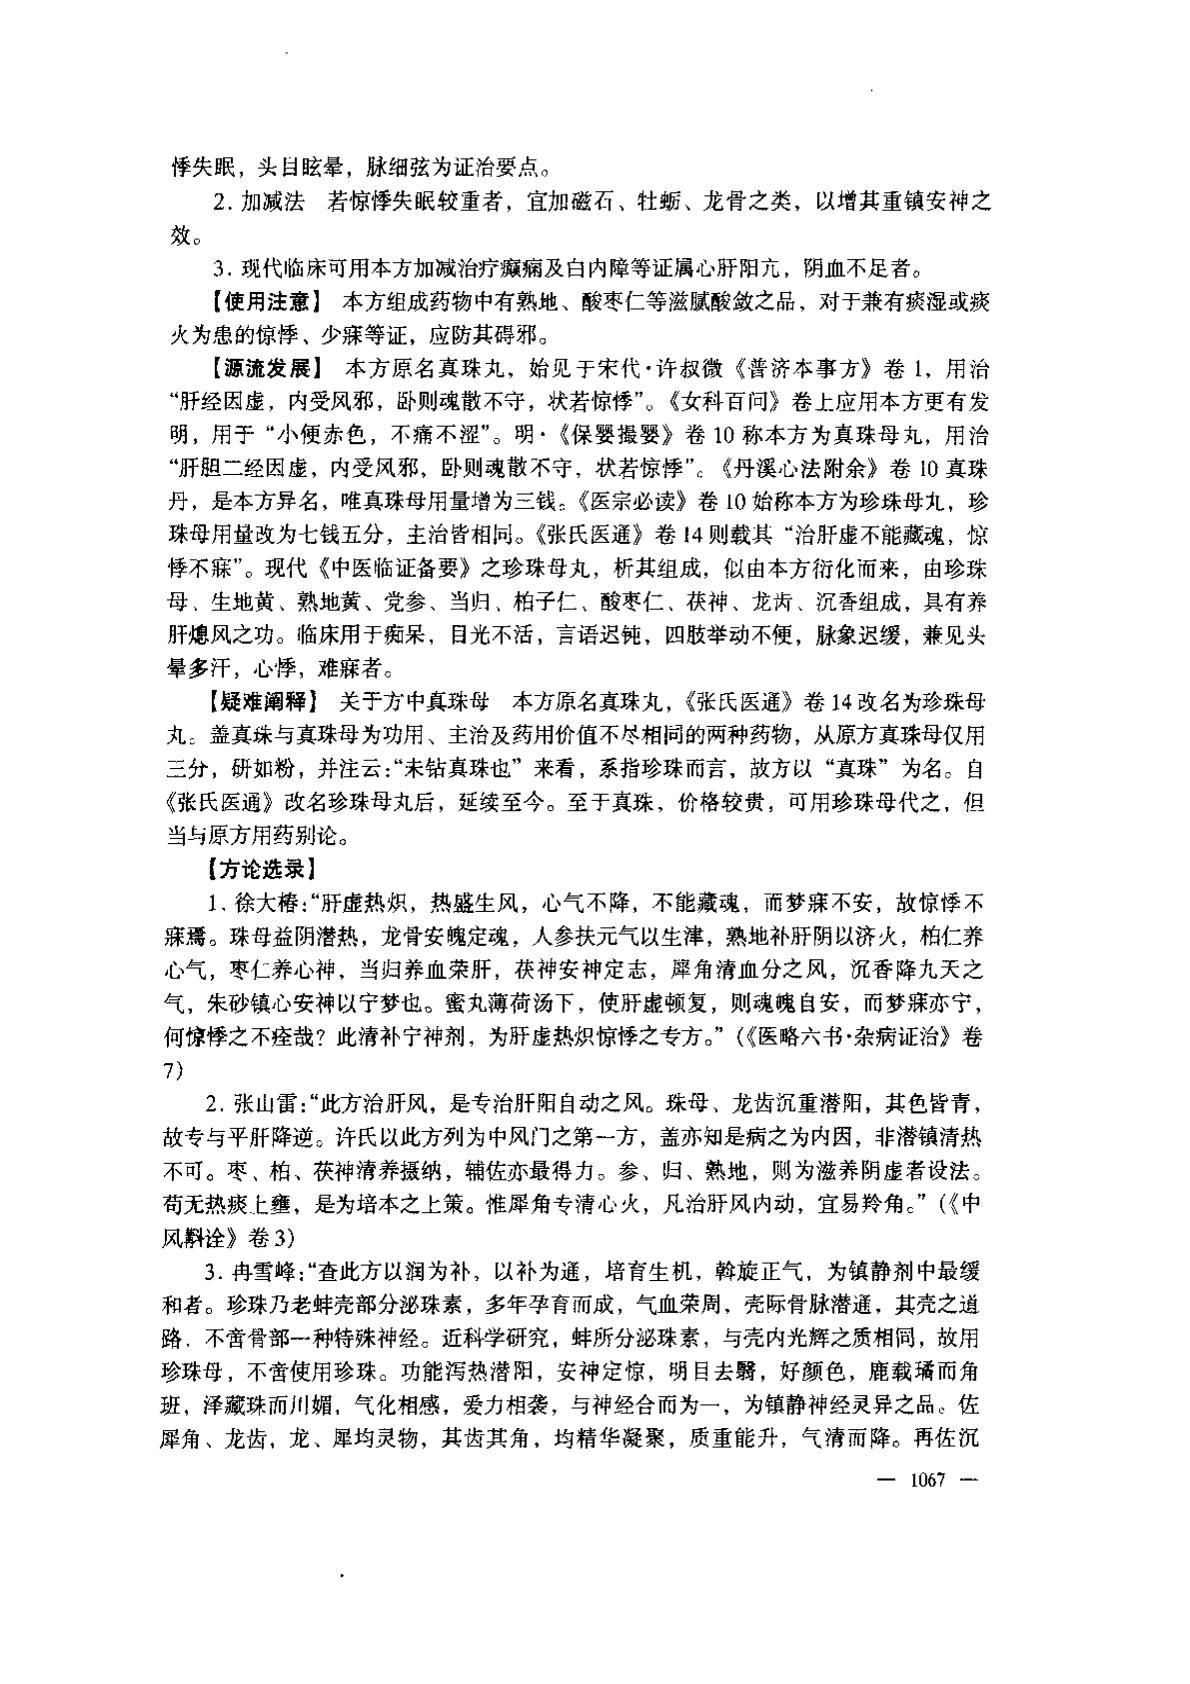 悸失眠，头目眩晕，脉细弦为证治要点。
2. 加减法　若惊悸失眠较重者，宜加磁石、牡蛎、龙骨之类，以增其重镇安神之
效。
3. 现代临床可用本方加减治疗癫痫及白内障等证属心肝阳亢，阴血不足者。
【使用注意】　本方组成药物中有熟地、酸枣仁等滋腻酸敛之品，对于兼有痰湿或痰
火为患的惊悸、少寐等证，应防其碍邪。
【源流发展】　本方原名真珠丸，始见于宋代·许叔微《普济本事方》卷 1，用治
“肝经因虚，内受风邪，卧则魂散不守，状若惊悸”。《女科百问》卷上应用本方更有发
明，用于“小便赤色，不痛不涩”。明·《保婴撮婴》卷 10 称本方为真珠母丸，用治
“肝胆二经因虚，内受风邪，卧则魂散不守，状若惊悸”。《丹溪心法附余》卷 10 真珠
丹，是本方异名，唯真珠母用量增为三钱。《医宗必读》卷 10 始称本方为珍珠母丸，珍
珠母用量改为七钱五分，主治皆相同。《张氏医通》卷 14 则载其“治肝虚不能藏魂，惊
悸不寐”。现代《中医临证备要》之珍珠母丸，析其组成，似由本方衍化而来，由珍珠
母、生地黄、熟地黄、党参、当归、柏子仁、酸枣仁、茯神、龙齿、沉香组成，具有养
肝熄风之功。临床用于痴呆，目光不活，言语迟钝，四肢举动不便，脉象迟缓，兼见头
晕多汗，心悸，难寐者。
【疑难阐释】　关于方中真珠母　本方原名真珠丸，《张氏医通》卷 14 改名为珍珠母
丸。盖真珠与真珠母为功用、主治及药用价值不尽相同的两种药物，从原方真珠母仅用
三分，研如粉，并注云：“未钻真珠也”来看，系指珍珠而言，故方以“真珠”为名。自
《张氏医通》改名珍珠母丸后，延续至今。至于真珠，价格较贵，可用珍珠母代之，但
当与原方用药别论。
【方论选录】
1. 徐大椿：“肝虚热炽，热盛生风，心气不降，不能藏魂，而梦寐不安，故惊悸不
寐焉。珠母益阴潜热，龙骨安魄定魂，人参扶元气以生津，熟地补肝阴以济火，柏仁养
心气，枣仁养心神，当归养血荣肝，茯神安神定志，犀角清血分之风，沉香降九天之
气，朱砂镇心安神以宁梦也。蜜丸薄荷汤下，使肝虚顿复，则魂魄自安，而梦寐亦宁，
何惊悸之不痊哉？此清补宁神剂，为肝虚热炽惊悸之专方。”（《医略六书·杂病证治》卷
7）
2. 张山雷：“此方治肝风，是专治肝阳自动之风。珠母、龙齿沉重潜阳，其色皆青，
故专与平肝降逆。许氏以此方列为中风门之第一方，盖亦知是病之为内因，非潜镇清热
不可。枣、柏、茯神清养摄纳，辅佐亦最得力。参、归、熟地，则为滋养阴虚者设法。
苟无热痰上壅，是为培本之上策。惟犀角专清心火，凡治肝风内动，宜易羚角。”（《中
风斠诠》卷 3）
3. 冉雪峰：“查此方以润为补，以补为通，培育生机，斡旋正气，为镇静剂中最缓
和者。珍珠乃老蚌壳部分泌珠素，多年孕育而成，气血荣周，壳际骨脉潜通，其壳之道
路，不啻骨部一种特殊神经。近科学研究，蚌所分泌珠素，与壳内光辉之质相同，故用
珍珠母，不啻使用珍珠。功能泻热潜阳，安神定惊，明目去翳，好颜色，鹿载璚而角
班，泽藏珠而川媚，气化相感，爱力相袭，与神经合而为一，为镇静神经灵异之品。佐
犀角、龙齿，龙、犀均灵物，其齿其角，均精华凝聚，质重能升，气清而降。再佐沉
— 1067 —